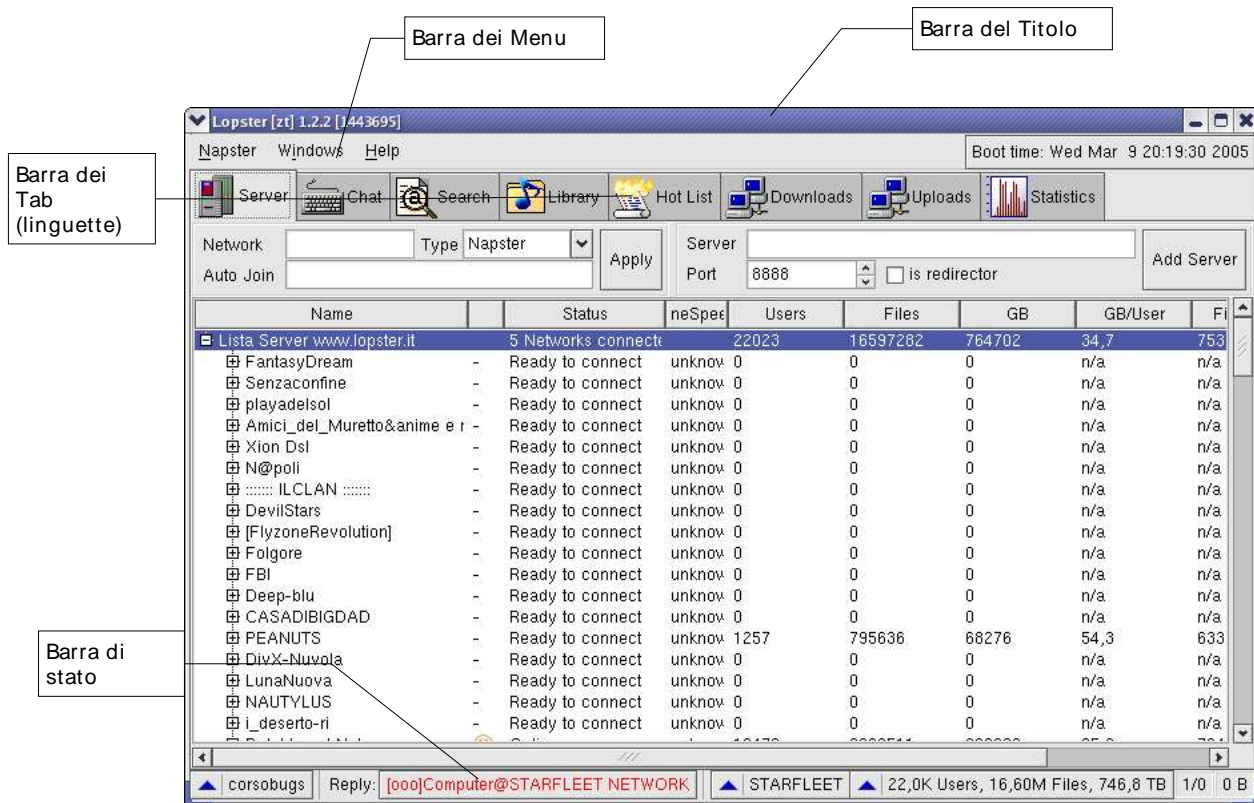 Barra dei Menu
Barra del Titolo
Lopster [zt] 1.2.2 [1443695]
Napster Windows Help Boot time: Wed Mar 9 20:19:30 2005
Barra dei
Tab
(linguette)
Server Chat Search Library Hot List Downloads Uploads Statistics
Network Type Napster Apply Server Add Server
Auto Join Port 8888 is redirector
Name Status neSpee Users Files GB GB/User Fi
Lista Server www.lopster.it 5 Networks connecte 22023 16597282 764702 34,7 753
FantasyDream - Ready to connect unknow 0 0 0 n/a n/a
Senzaconfine - Ready to connect unknow 0 0 0 n/a n/a
playadelsol - Ready to connect unknow 0 0 0 n/a n/a
Amici_del_Muretto&anime e r - Ready to connect unknow 0 0 0 n/a n/a
Xion Dsl - Ready to connect unknow 0 0 0 n/a n/a
N@poli - Ready to connect unknow 0 0 0 n/a n/a
::::::: ILCLAN ::::::: - Ready to connect unknow 0 0 0 n/a n/a
DevilStars - Ready to connect unknow 0 0 0 n/a n/a
[FlyzoneRevolution] - Ready to connect unknow 0 0 0 n/a n/a
Folgore - Ready to connect unknow 0 0 0 n/a n/a
FBI - Ready to connect unknow 0 0 0 n/a n/a
Deep-blu - Ready to connect unknow 0 0 0 n/a n/a
CASADIBIGDAD - Ready to connect unknow 0 0 0 n/a n/a
PEANUTS - Ready to connect unknow 1257 795636 68276 54,3 633
Barra di
stato
DivX-Nuvola - Ready to connect unknow 0 0 0 n/a n/a
LunaNuova - Ready to connect unknow 0 0 0 n/a n/a
NAUTYLUS - Ready to connect unknow 0 0 0 n/a n/a
i_deserto-ri - Ready to connect unknow 0 0 0 n/a n/a
corsobugs Reply: [ooo]Computer@STARFLEET NETWORK STARFLEET 22,0K Users, 16,60M Files, 746,8 TB 1/0 0 B